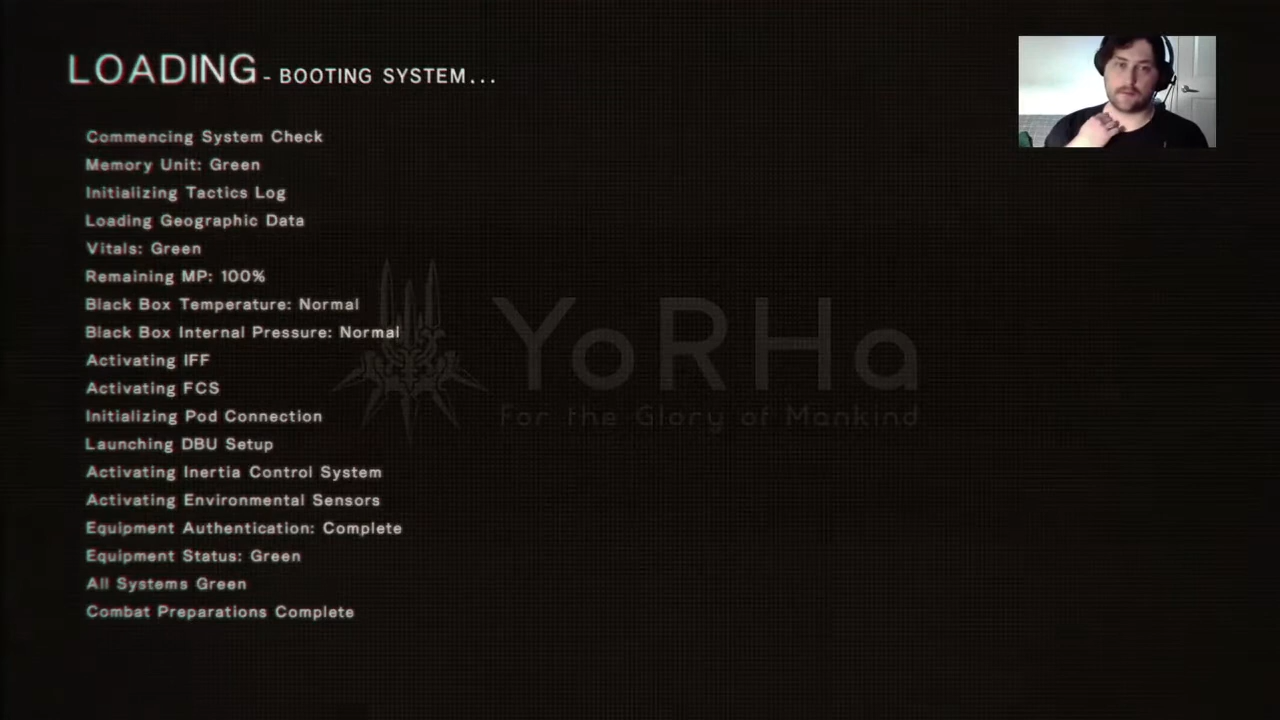 LOADING - BOOTING SYSTEM...
Commencing System Check
Memory Unit: Green
Initializing Tactics Log
Loading Geographic Data
Vitals: Green
Remaining MP: 100%
Black Box Temperature: Normal
Black Box Internal Pressure: Normal
Activating IFF
Activating FCS
Initializing Pod Connection
Launching DBU Setup
Activating Inertia Control System
Activating Environmental Sensors
Equipment Authentication: Complete
Equipment Status: Green
All Systems Green
Combat Preparations Complete
YoRHa
For the Glory of Mankind